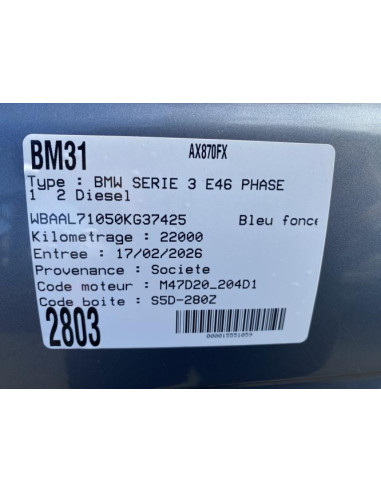 BM31
AX870FX
Type : BMW SERIE 3 E46 PHASE
1 2 Diesel
WBAAL71050KG37425 Bleu fonce
Kilometrage : 22000
Entree : 17/02/2026
Provenance : Societe
Code moteur : M47D20_204D1
Code boite : S5D-280Z
2803
000015551059